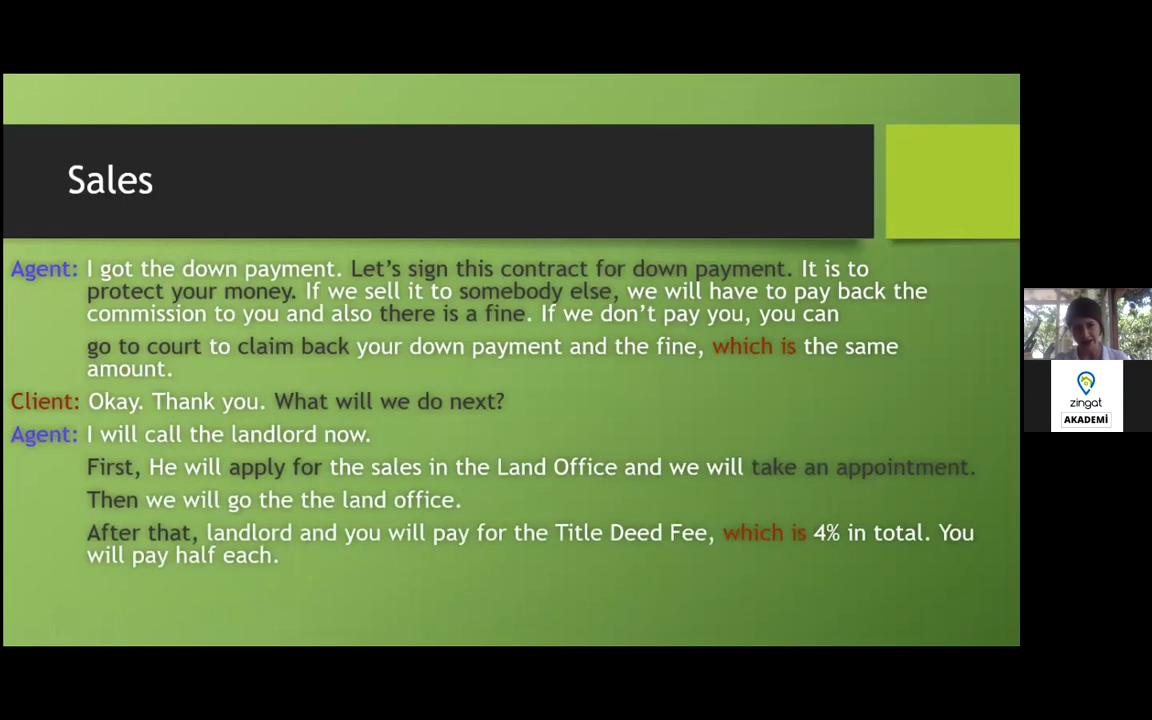 Sales
Agent: I got the down payment. Let's sign this contract for down payment. It is to
protect your money. If we sell it to somebody else, we will have to pay back the
commission to you and also there is a fine. If we don't pay you, you can
go to court to claim back your down payment and the fine, which is the same
amount.
Client: Okay. Thank you. What will we do next?
Agent: I will call the landlord now.
First, He will apply for the sales in the Land Office and we will take an appointment.
Then we will go the the land office.
After that, landlord and you will pay for the Title Deed Fee, which is 4% in total. You
will pay half each.
zingat
AKADEMİ